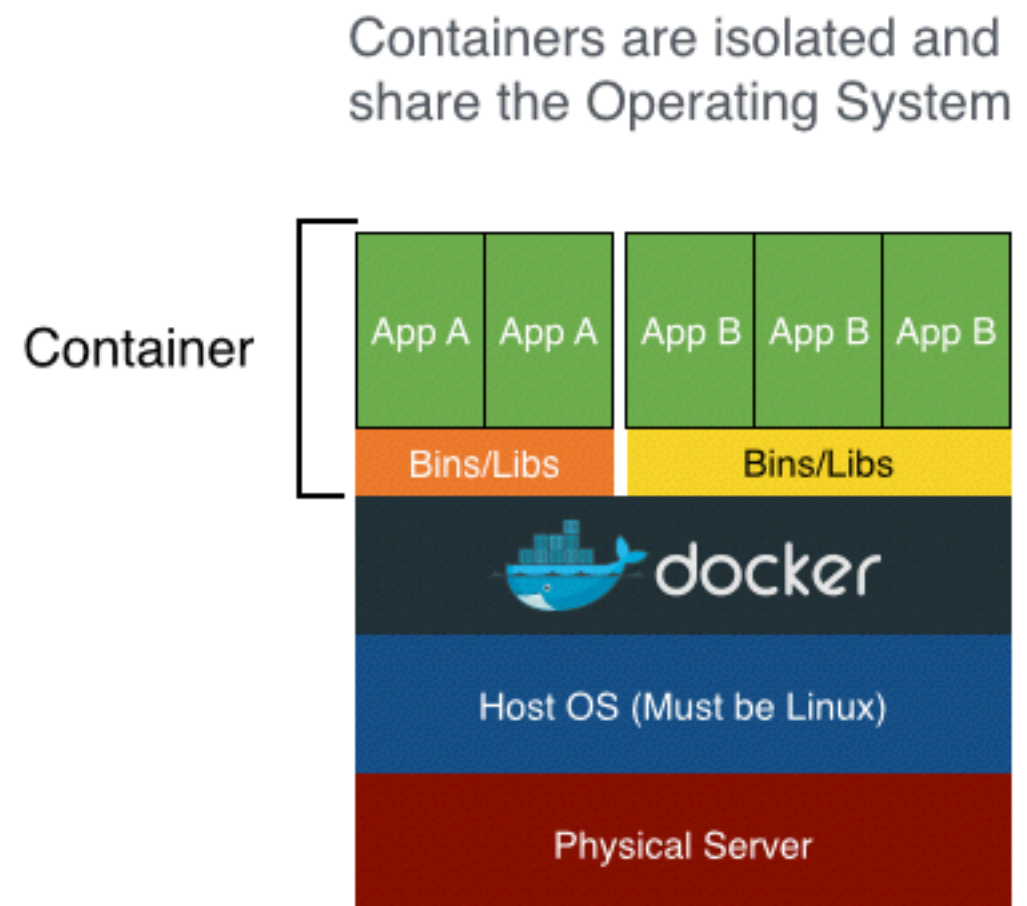 Containers are isolated and
share the Operating System
Container
App A App A App B App B App B
Bins/Libs Bins/Libs
docker
Host OS (Must be Linux)
Physical Server